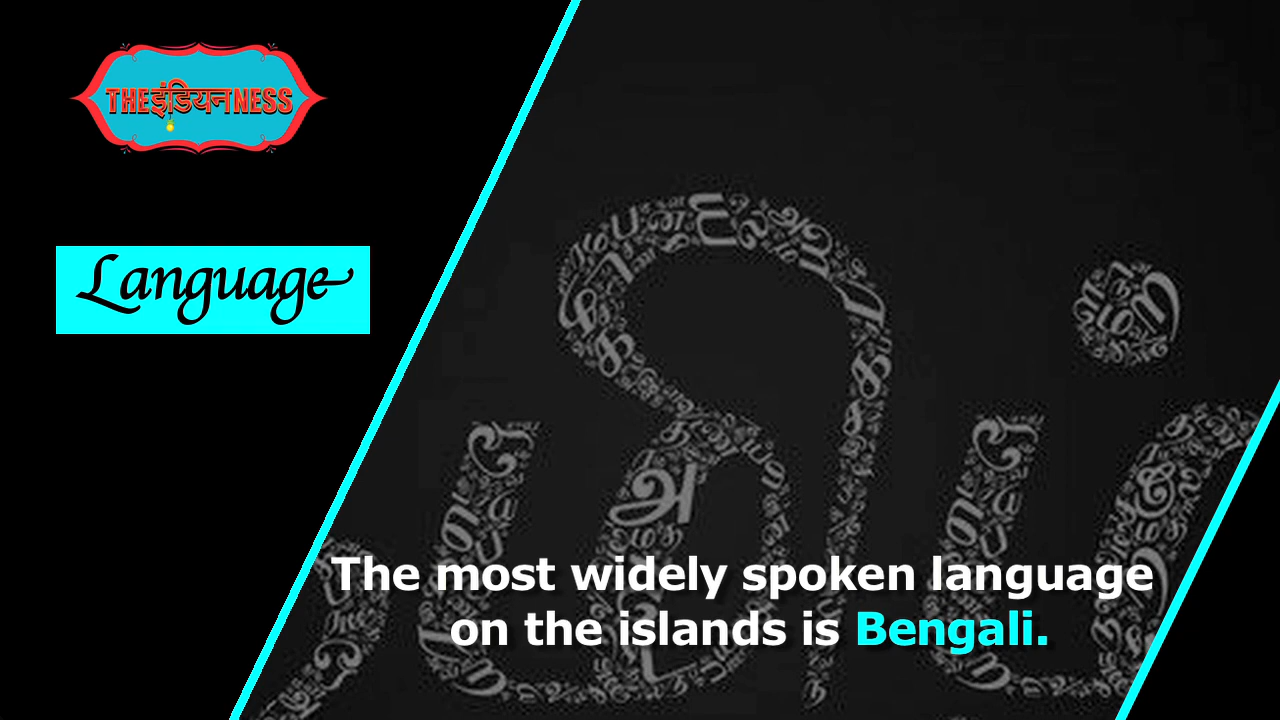 THEइंडियनNESS
Language
The most widely spoken language
on the islands is Bengali.